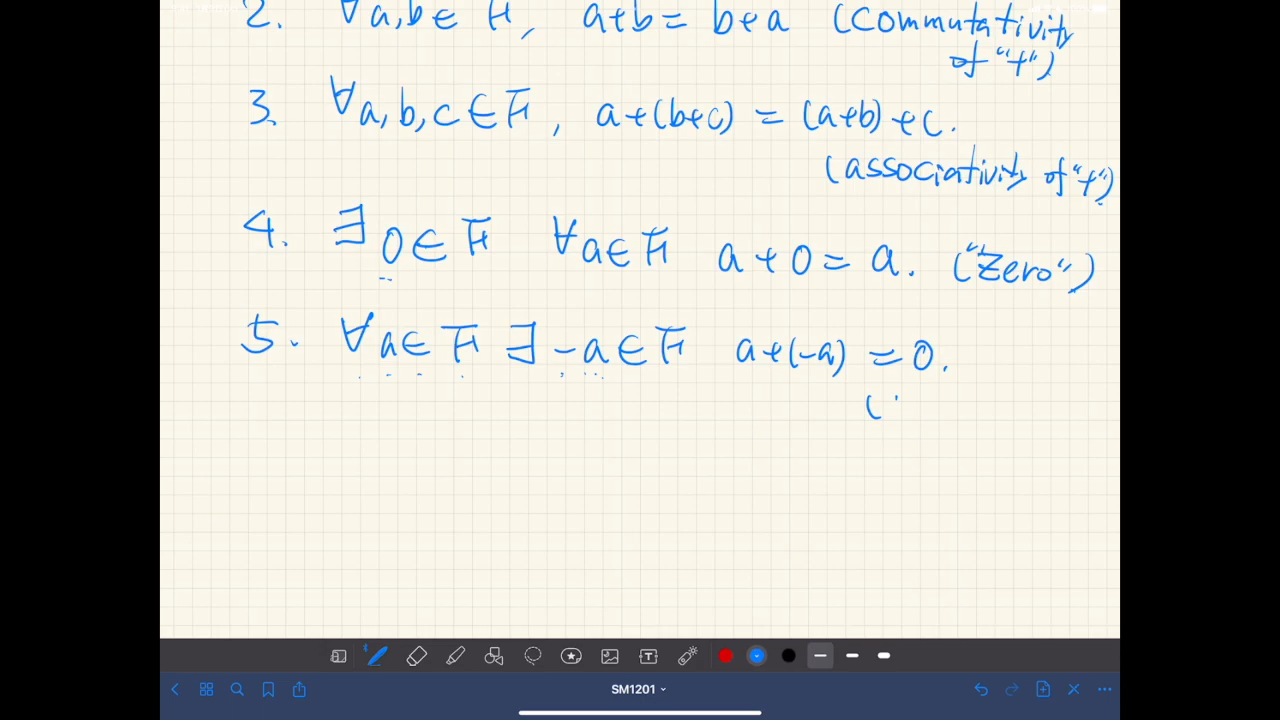 2. ∀a,b∈F, a+b = b+a (Commutativity
of "+")
3. ∀a,b,c∈F, a+(b+c) = (a+b)+c.
(associativity of "+")
4. ∃0∈F ∀a∈F a+0 = a. ("Zero")
5. ∀a∈F ∃-a∈F a+(-a) = 0.
(
SM1201